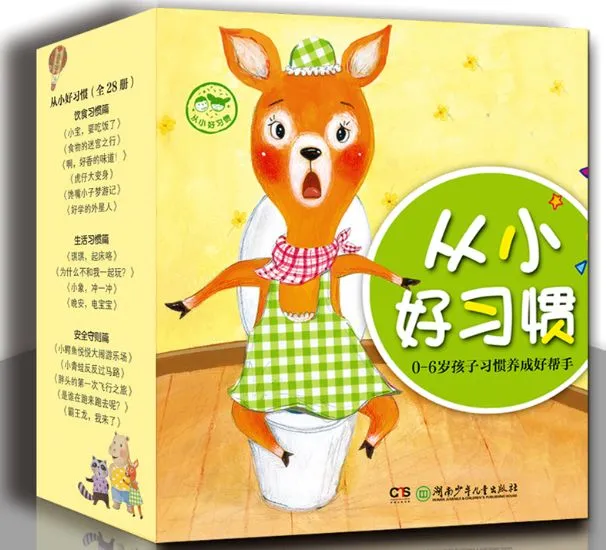 从小好习惯（全28册）
饮食习惯篇
《小宝，要吃饭了》
《食物的迷宫之行》
《啊，好香的味道！》
《虎仔大变身》
《馋嘴小子梦游记》
《好学的外星人》
生活习惯篇
《琪琪，起床咯》
《为什么不和我一起玩？》
《小象，冲一冲》
《晚安，电宝宝》
安全守则篇
《小鳄鱼悦悦大闹游乐场》
《小青蛙反反过马路》
《胖头的第一次飞行之旅》
《是谁在跑来跑去呢？》
《霸王龙，我来了》
从小好习惯
从小
好习惯
0-6岁孩子习惯养成好帮手
湖南少年儿童出版社
HUNAN JUVENILE & CHILDREN'S PUBLISHING HOUSE